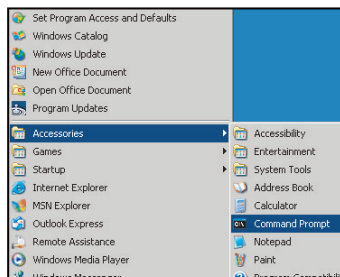 Set Program Access and Defaults
Windows Catalog
Windows Update
New Office Document
Open Office Document
Program Updates
Accessories
Games
Startup
Internet Explorer
MSN Explorer
Outlook Express
Remote Assistance
Windows Media Player
Windows Messenger
Accessibility
Entertainment
System Tools
Address Book
Calculator
Command Prompt
Notepad
Paint